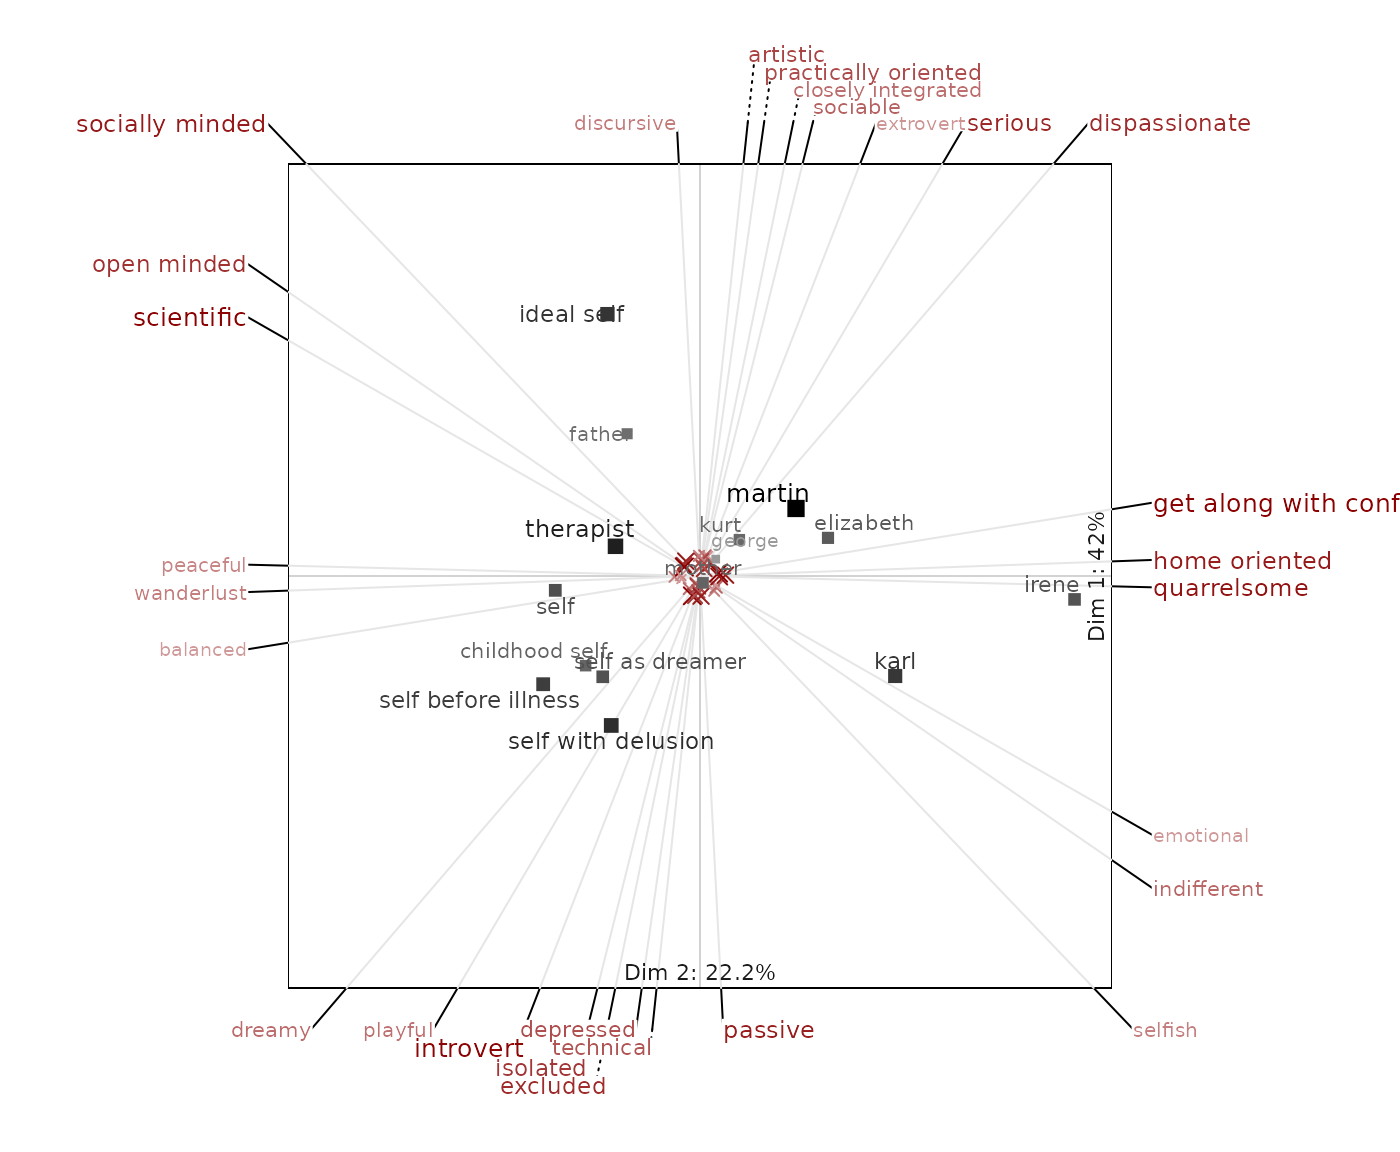 artistic
practically oriented
closely integrated
sociable
socially minded
discursive
extrovert
serious
dispassionate
open minded
scientific
ideal self
father
martin
get along with conf
therapist
kurt
elizabeth
george
peaceful
mother
home oriented
wanderlust
irene
quarrelsome
Dim 1: 42%
self
balanced
childhood self
self as dreamer
karl
self before illness
self with delusion
emotional
indifferent
Dim 2: 22.2%
dreamy
playful
depressed
passive
selfish
introvert
technical
isolated
excluded